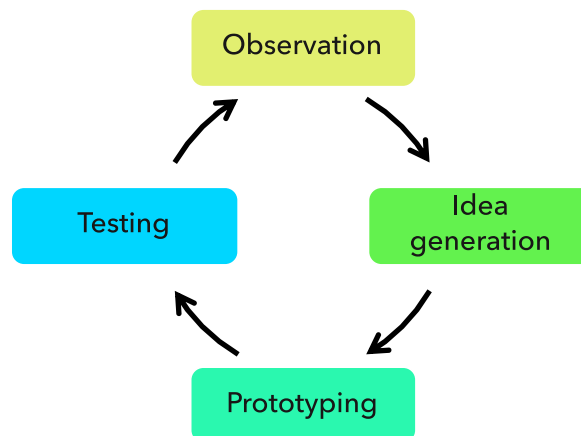 Observation
Idea
generation
Testing
Prototyping